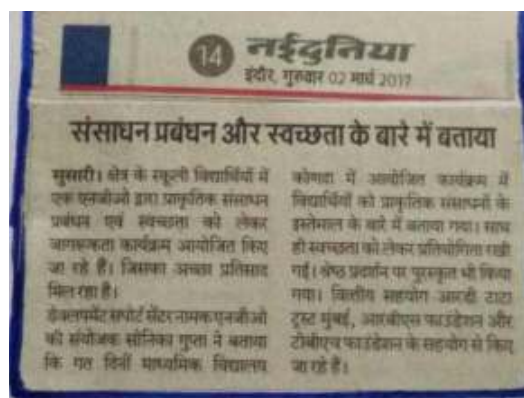 14
नईदुनिया
इंदौर, गुरुवार 02 मार्च 2017
संसाधन प्रबंधन और स्वच्छता के बारे में बताया
मुसारी। क्षेत्र के स्कूली विद्यार्थियों में
एक एनजीओ द्वारा प्राकृतिक संसाधन
प्रबंधन एवं स्वच्छता को लेकर
जागरूकता कार्यक्रम आयोजित किए
जा रहे हैं। जिसका अच्छा प्रतिसाद
मिल रहा है।
डेवलपमेंट सपोर्ट सेंटर नामक एनजीओ
की संयोजक सोनिका गुप्ता ने बताया
कि गत दिनों माध्यमिक विद्यालय
में आयोजित कार्यक्रम में
विद्यार्थियों को प्राकृतिक संसाधनों के
इस्तेमाल के बारे में बताया गया। साथ
ही स्वच्छता को लेकर प्रतियोगिता रखी
गई। श्रेष्ठ प्रदर्शन पर पुरस्कृत भी किया
गया। वित्तीय सहयोग आरडी टाटा
ट्रस्ट मुंबई, आरबीएस फाउंडेशन और
टीबीएच फाउंडेशन के सहयोग से किए
जा रहे हैं।